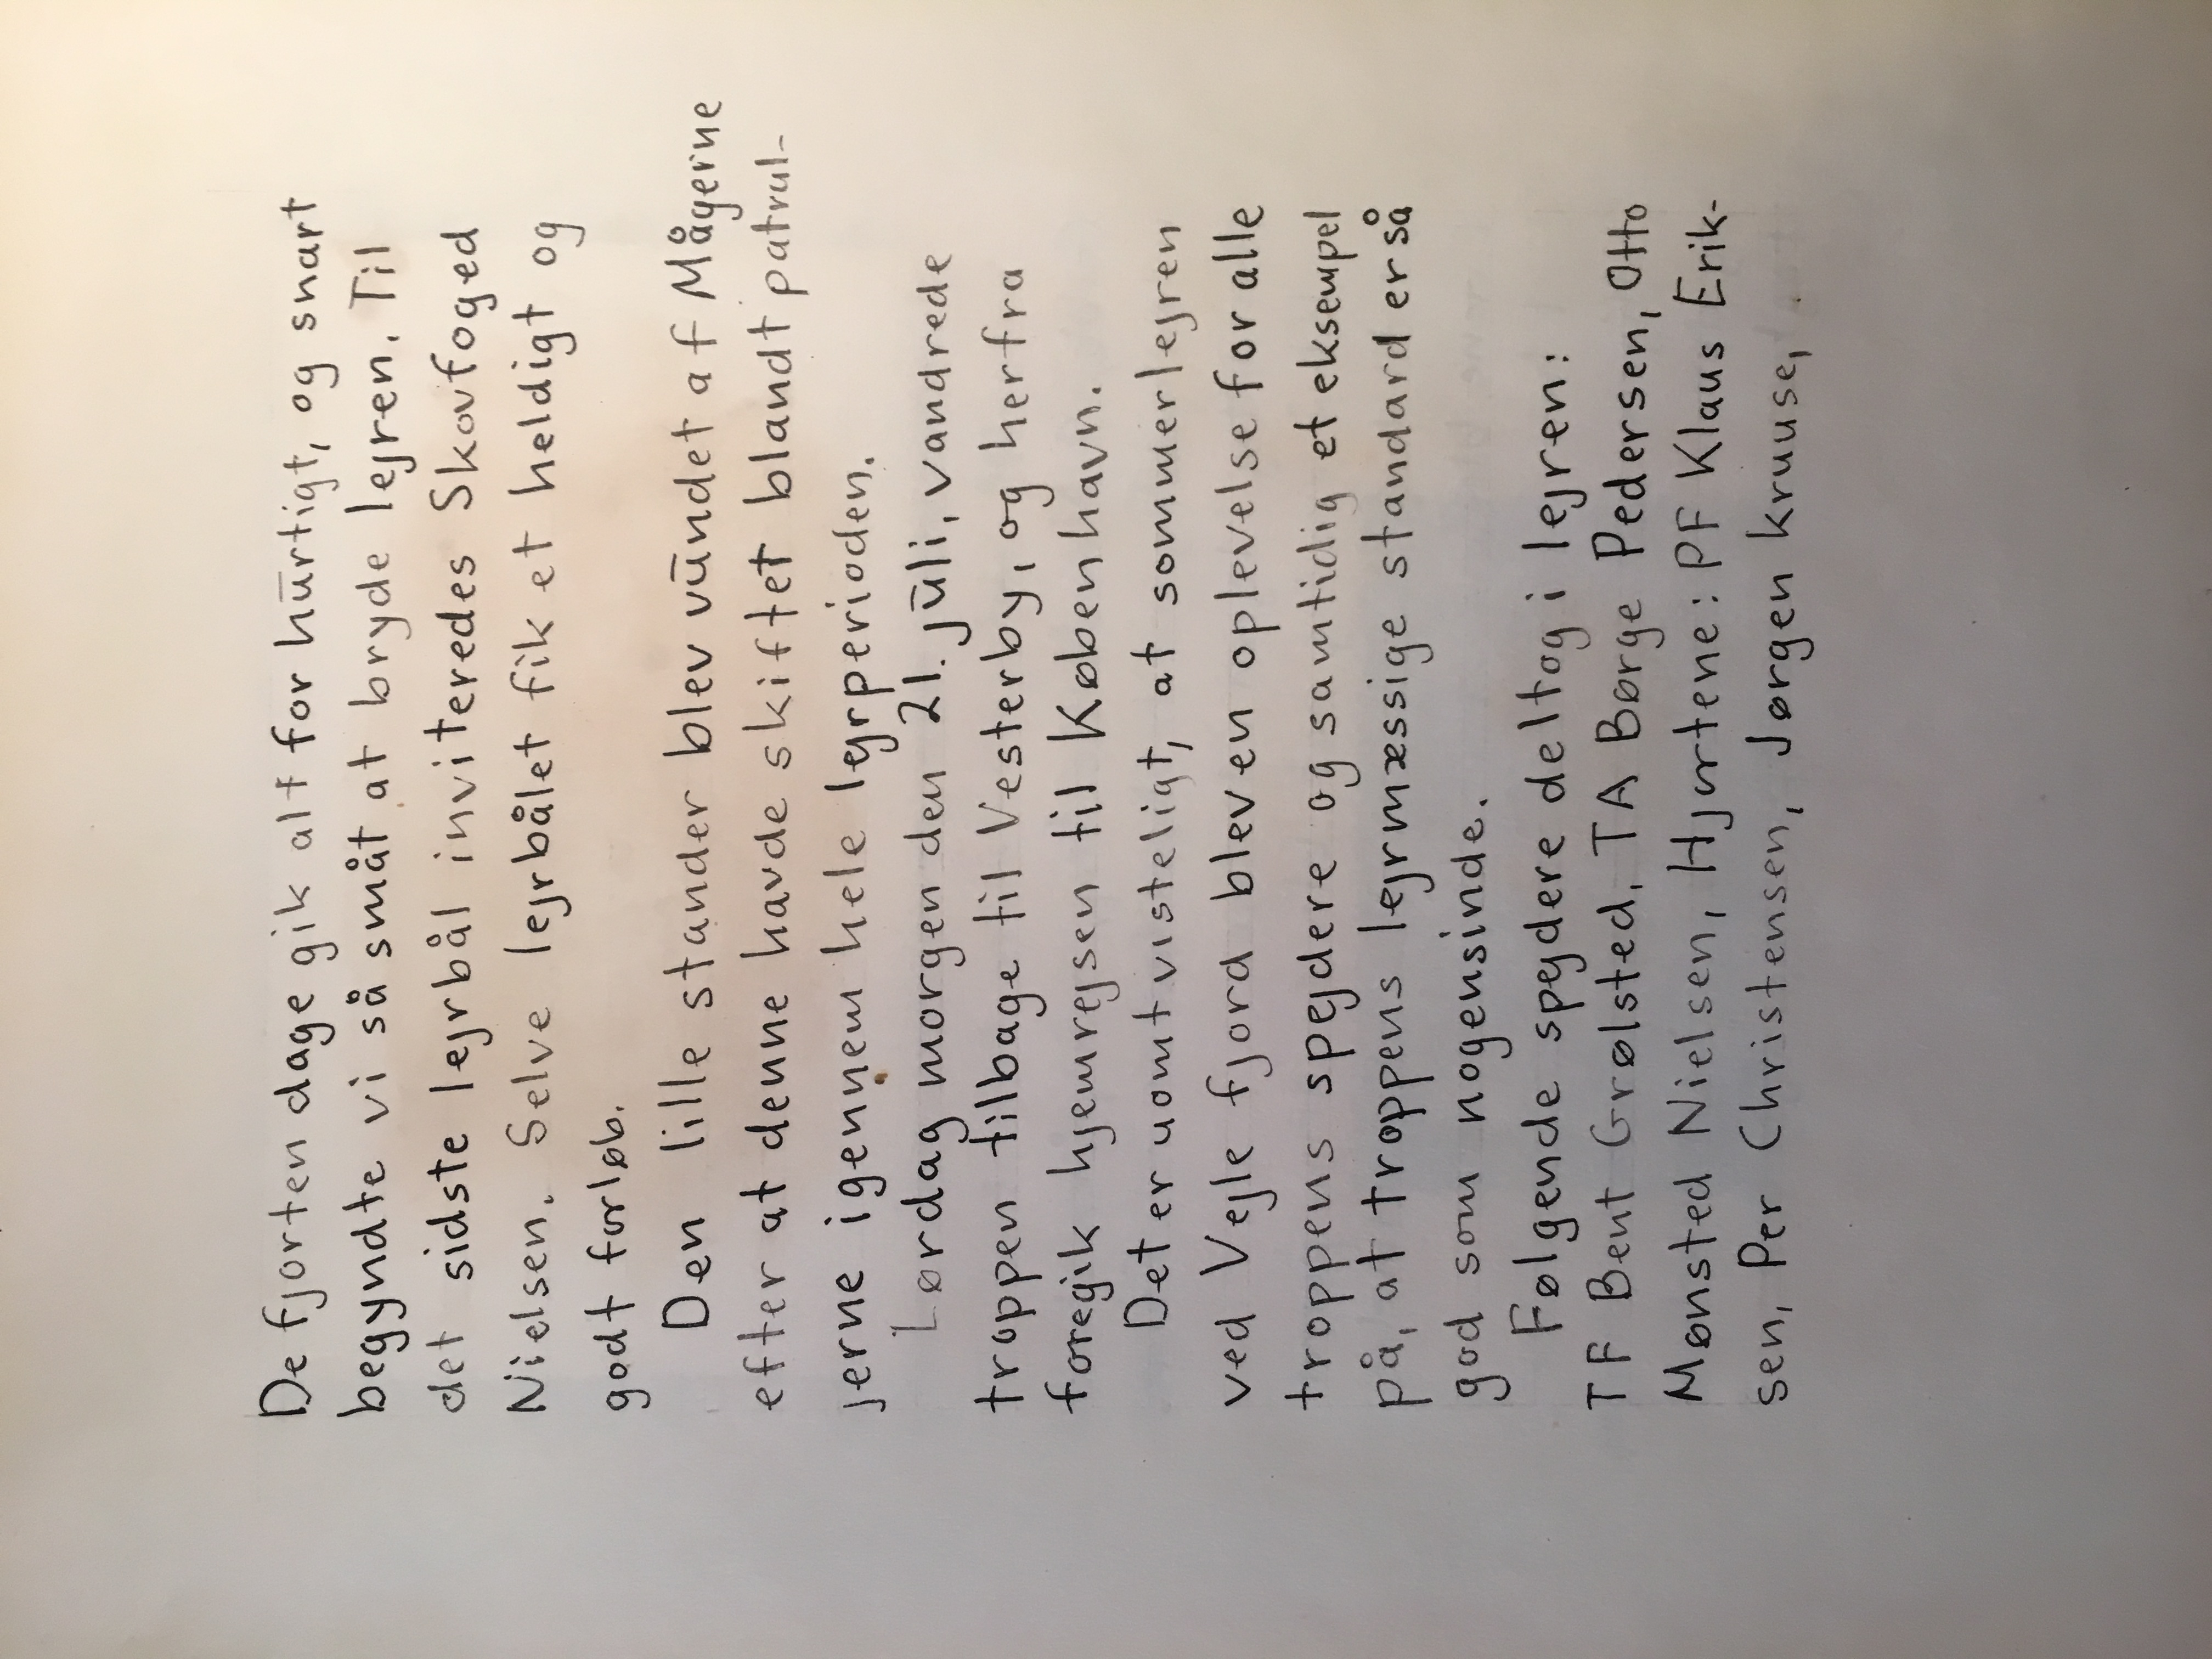 De fjorten dage gik alt for hūrtigt, og snart
begyndte vi så småt at bryde lejren. Til
det sidste lejrbål inviteredes Skovfoged
Nielsen. Selve lejrbålet fik et heldigt og
godt forløb.
Den lille stander blev vūndet af Mågerne
efter at denne havde skiftet blandt patrul-
jerne igennem hele lejrperioden.
Lørdag morgen den 21. jūli, vandrede
troppen tilbage til Vesterby, og herfra
foregik hjemrejsen til København.
Det er uomtvisteligt, at sommerlejren
ved Vejle fjord blev en oplevelse for alle
troppens spejdere og samtidig et eksempel
på, at troppens lejrmæssige standard er så
god som nogensinde.
Følgende spejdere deltog i lejren:
TF Bent Grølsted, TA Børge Pedersen, Otto
Mønsted Nielsen, Hjortene: PF Klaus Erik-
sen, Per Christensen, Jørgen Kruuse,